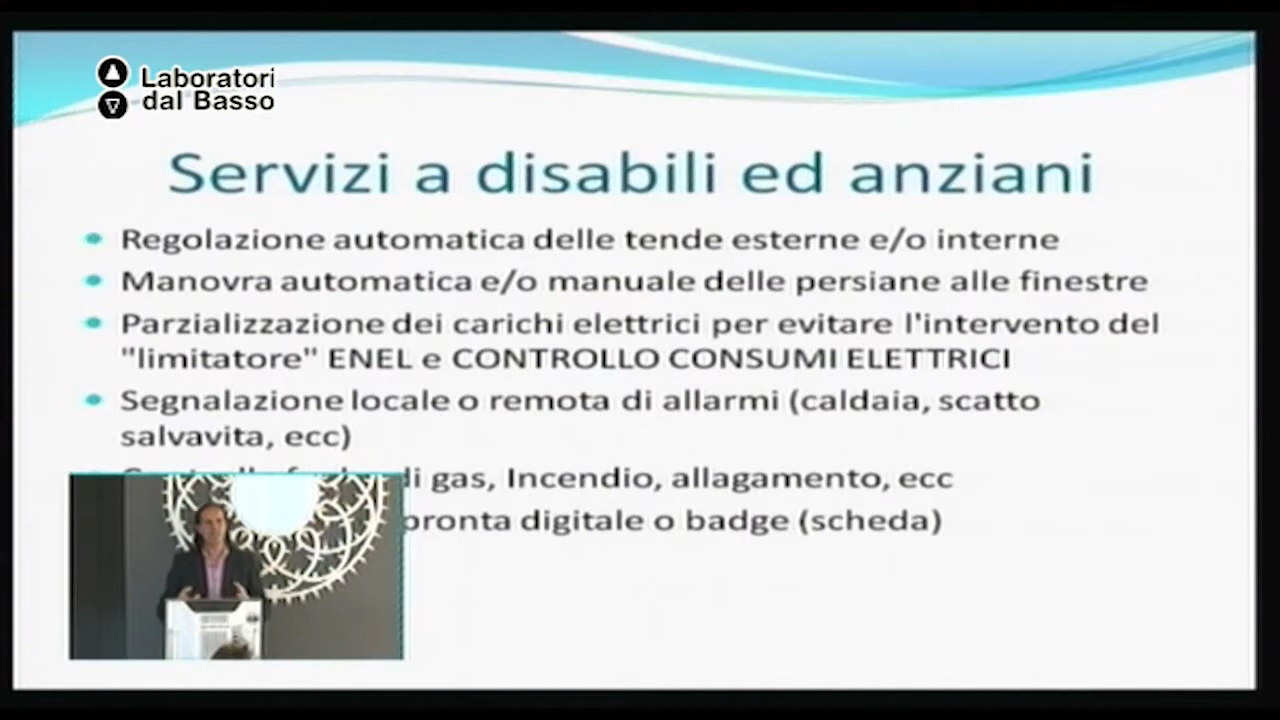 Laboratori
dal Basso
Servizi a disabili ed anziani
Regolazione automatica delle tende esterne e/o interne
Manovra automatica e/o manuale delle persiane alle finestre
Parzializzazione dei carichi elettrici per evitare l'intervento del
"limitatore" ENEL e CONTROLLO CONSUMI ELETTRICI
Segnalazione locale o remota di allarmi (caldaia, scatto
salvavita, ecc)
di gas, Incendio, allagamento, ecc
pronta digitale o badge (scheda)